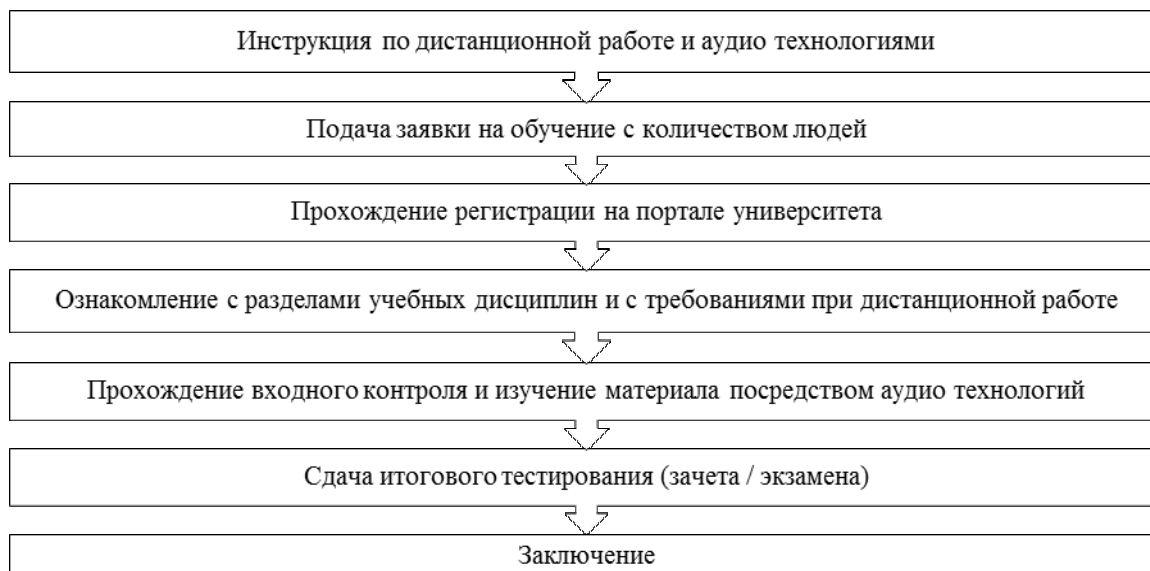 Инструкция по дистанционной работе и аудио технологиями
Подача заявки на обучение с количеством людей
Прохождение регистрации на портале университета
Ознакомление с разделами учебных дисциплин и с требованиями при дистанционной работе
Прохождение входного контроля и изучение материала посредством аудио технологий
Сдача итогового тестирования (зачета / экзамена)
Заключение